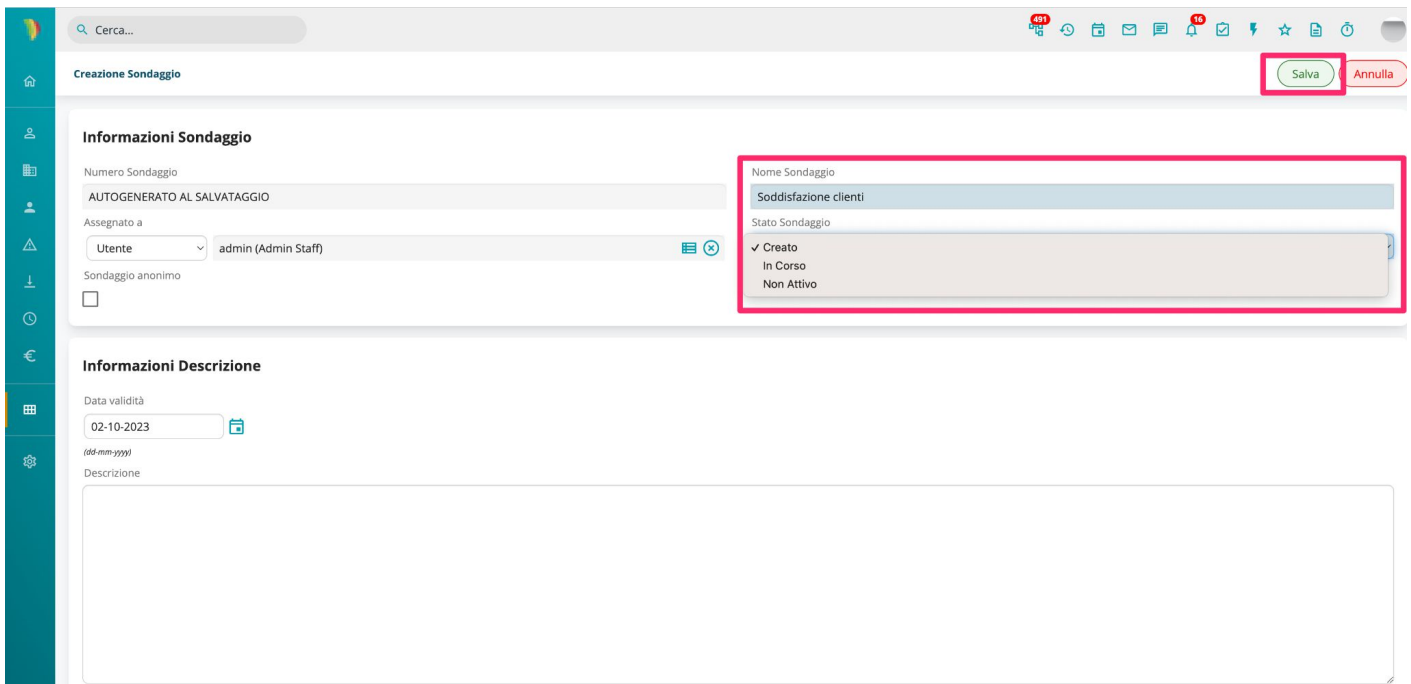 491
16
Cerca...
Creazione Sondaggio
Salva
Annulla
Informazioni Sondaggio
Numero Sondaggio
AUTOGENERATO AL SALVATAGGIO
Nome Sondaggio
Soddisfazione clienti
Assegnato a
Utente
admin (Admin Staff)
Stato Sondaggio
✓ Creato
In Corso
Non Attivo
Sondaggio anonimo
Informazioni Descrizione
Data validità
02-10-2023
(dd-mm-yyyy)
Descrizione